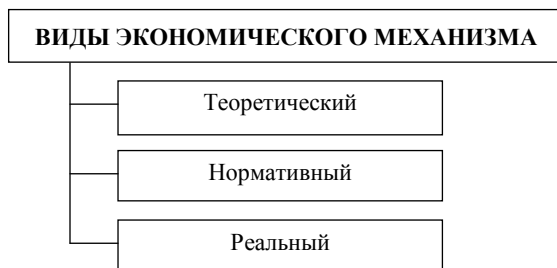 ВИДЫ ЭКОНОМИЧЕСКОГО МЕХАНИЗМА
Теоретический
Нормативный
Реальный